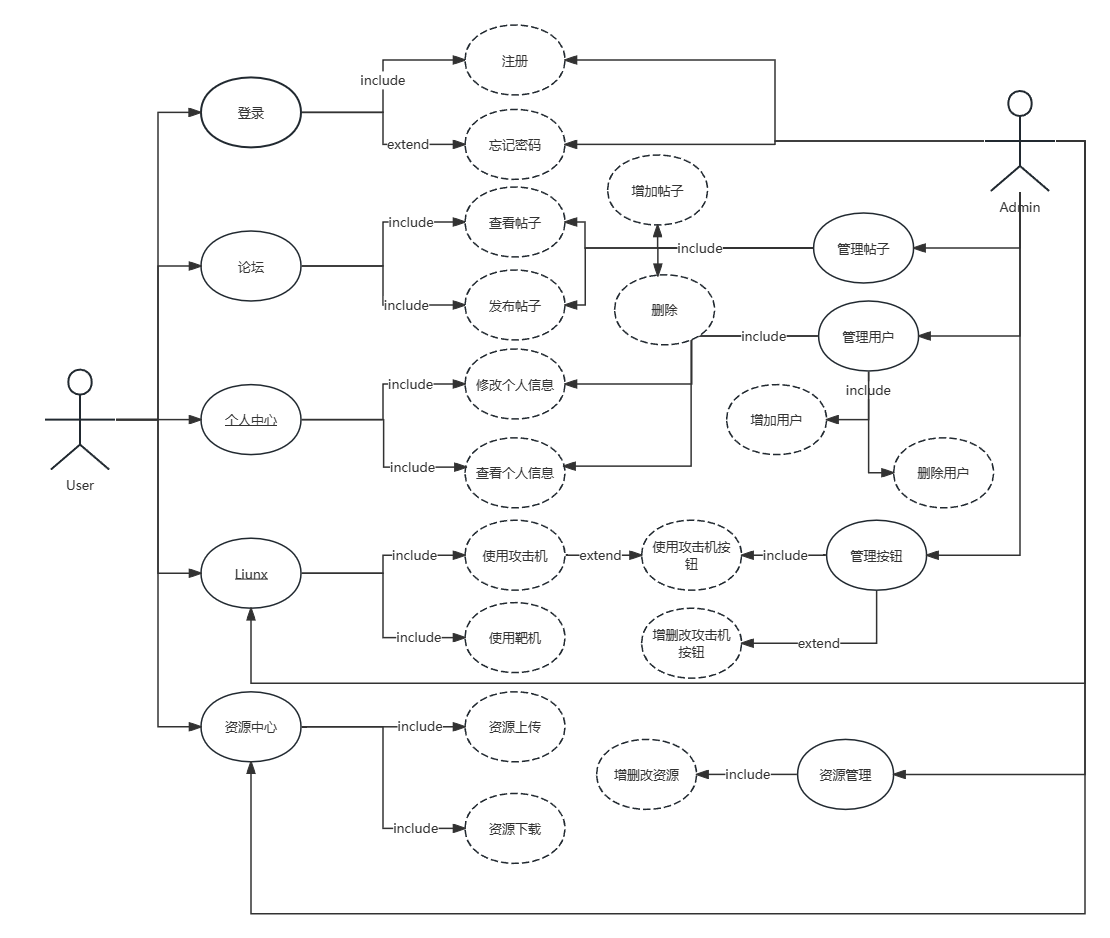 注册
include
登录
extend
忘记密码
增加帖子
Admin
include
查看帖子
include
管理帖子
论坛
include
发布帖子
删除
include
管理用户
include
修改个人信息
include
个人中心
增加用户
include
查看个人信息
删除用户
User
include
使用攻击机
extend
使用攻击机按
钮
include
管理按钮
Liunx
include
使用靶机
增删改攻击机
按钮
extend
资源中心
include
资源上传
增删改资源
include
资源管理
include
资源下载